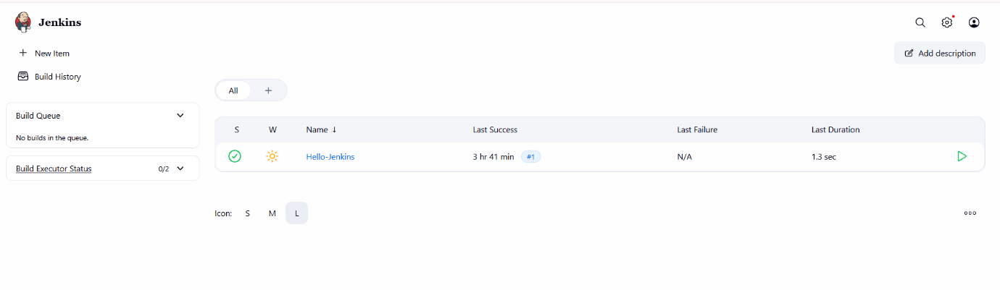 Jenkins
New Item
Add description
Build History
All
Build Queue
No builds in the queue.
Build Executor Status 0/2
S W Name ↓ Last Success Last Failure Last Duration
Hello-Jenkins 3 hr 41 min #1 N/A 1.3 sec
Icon: S M L